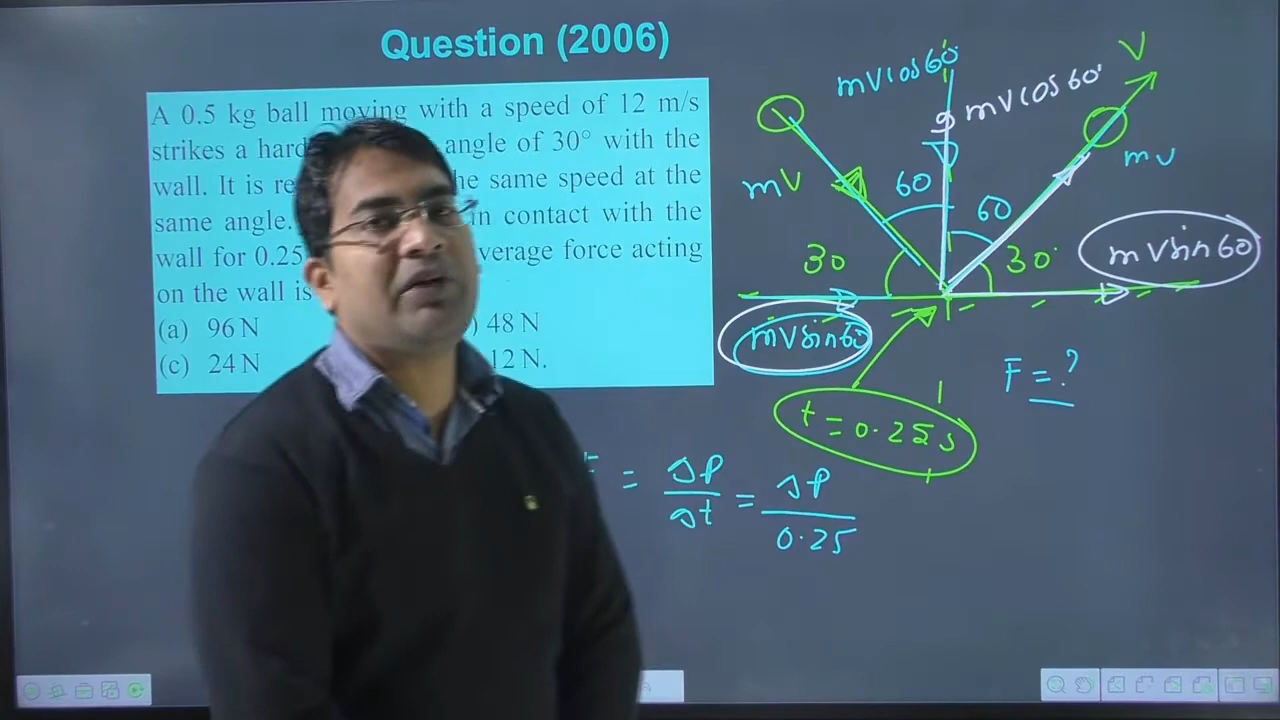 Question (2006)
A 0.5 kg ball moving with a speed of 12 m/s
strikes a hard angle of 30° with the
wall. It is the same speed at the
same angle. in contact with the
wall for 0.25 average force acting
on the wall is
(a) 96 N 48 N
(c) 24 N 12 N.
mvcos60°
mvcos60°
V
mV
60
60
mv
30
30°
mvsin60
mvsin60
F = ?
t = 0.25 s
= Δp/Δt = Δp/0.25